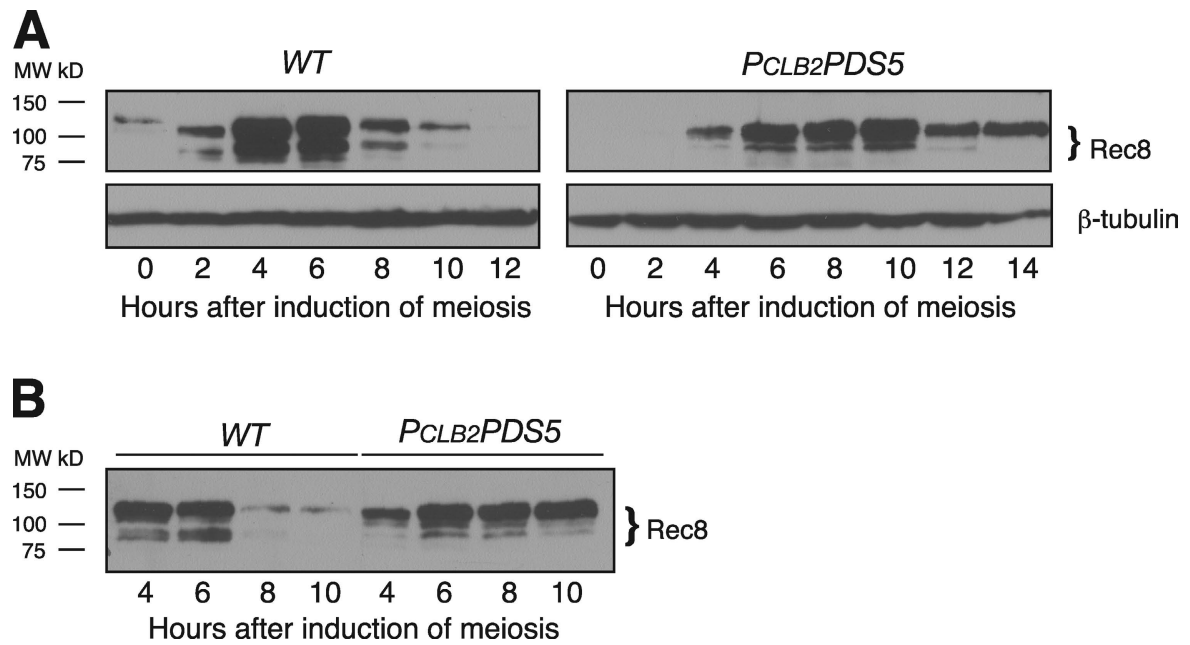 A
MW kD
WT
PCLB2PDS5
150
100
75
} Rec8
β-tubulin
0 2 4 6 8 10 12
0 2 4 6 8 10 12 14
Hours after induction of meiosis
Hours after induction of meiosis
B
MW kD
WT
PCLB2PDS5
150
100
75
} Rec8
4 6 8 10 4 6 8 10
Hours after induction of meiosis